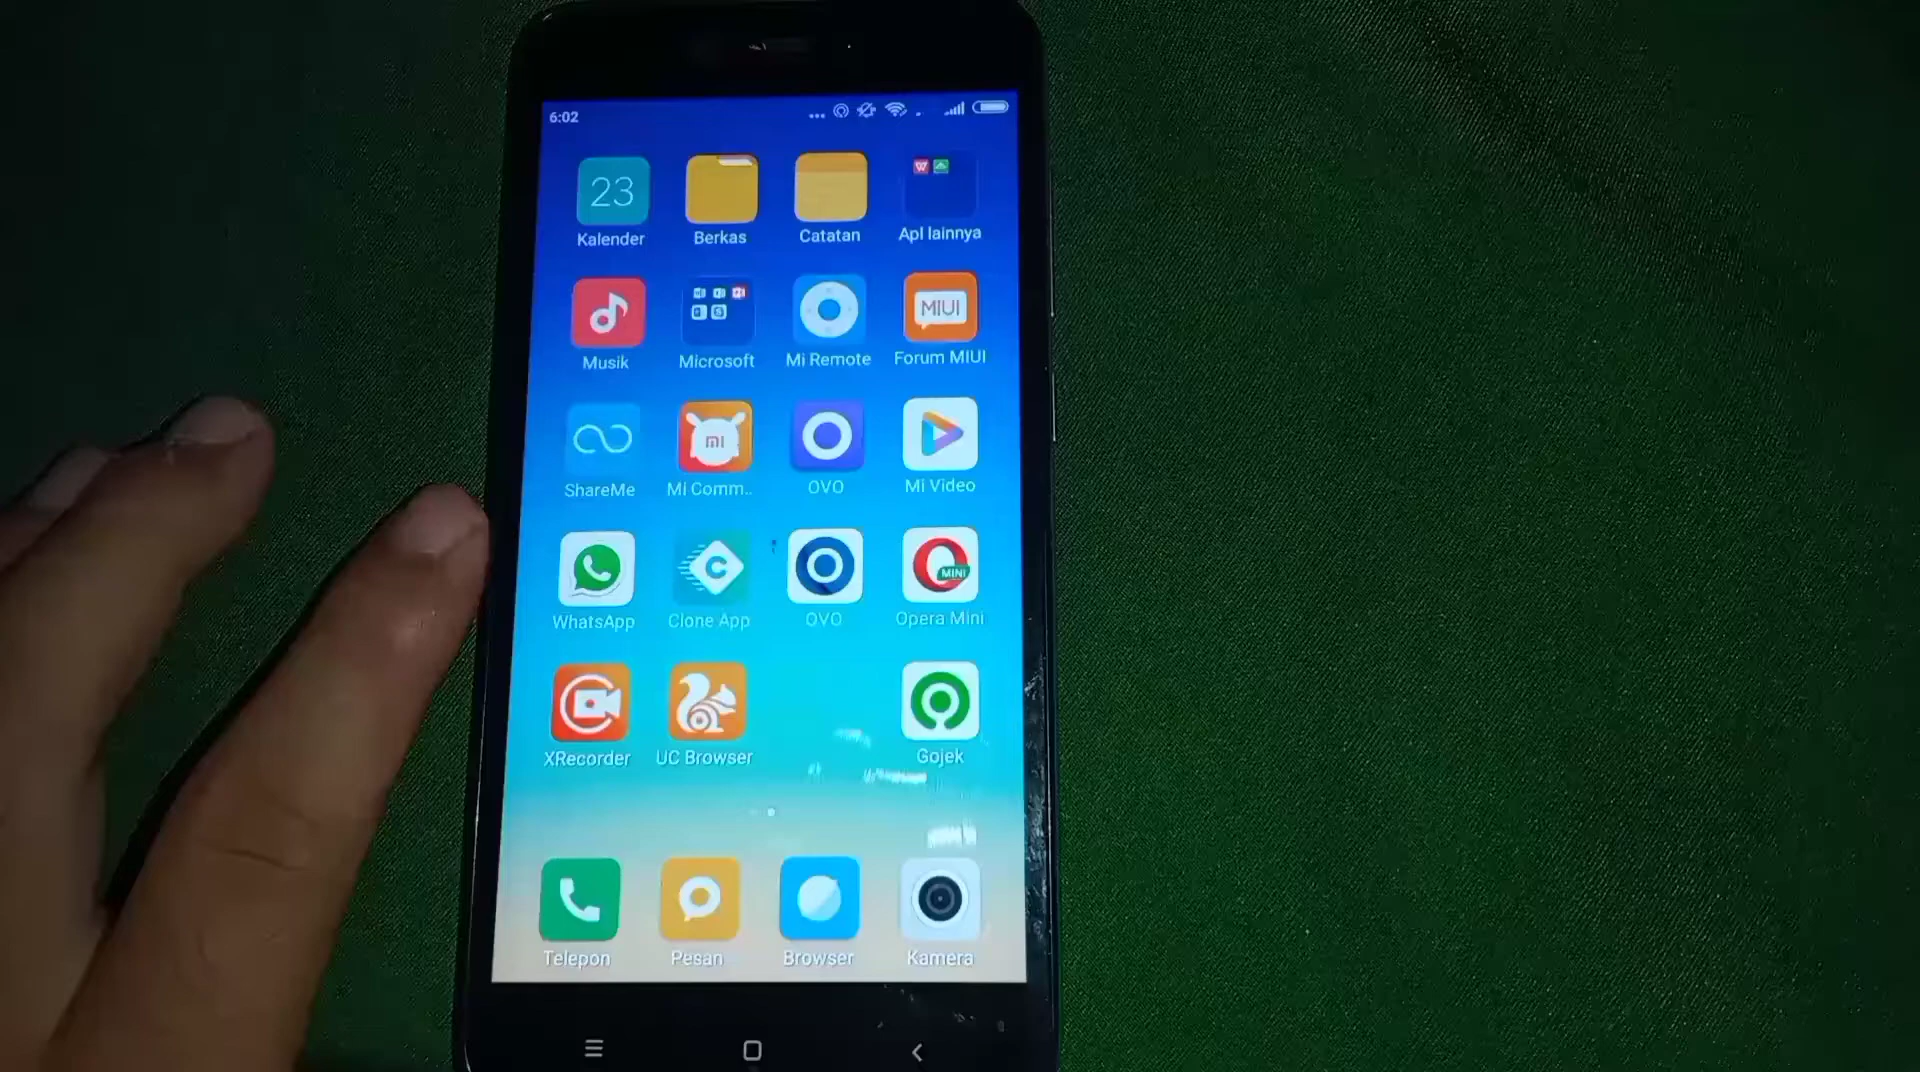 6:02
23
Kalender
Berkas
Catatan
Apl lainnya
Musik
Microsoft
Mi Remote
MIUI
Forum MIUI
ShareMe
mi
Mi Comm..
OVO
Mi Video
WhatsApp
C
Clone App
OVO
MINI
Opera Mini
XRecorder
UC Browser
Gojek
Telepon
Pesan
Browser
Kamera